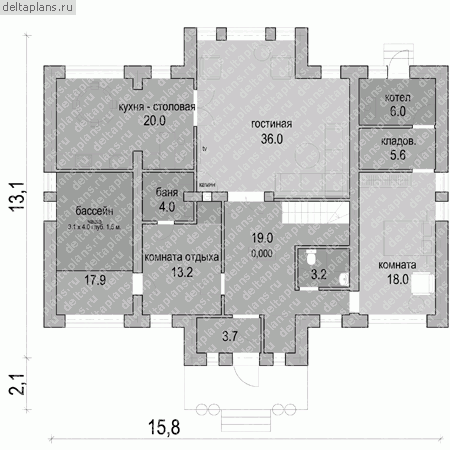 deltaplans.ru
кухня - столовая
20.0
гостиная
36.0
котел
6.0
кладов.
5.6
tv
камин
баня
4.0
бассейн
чаша
3.1 x 4.0 глуб. 1.6 м.
17.9
комната отдыха
13.2
19.0
0,000
3.2
комната
18.0
3.7
13,1
2,1
15,8